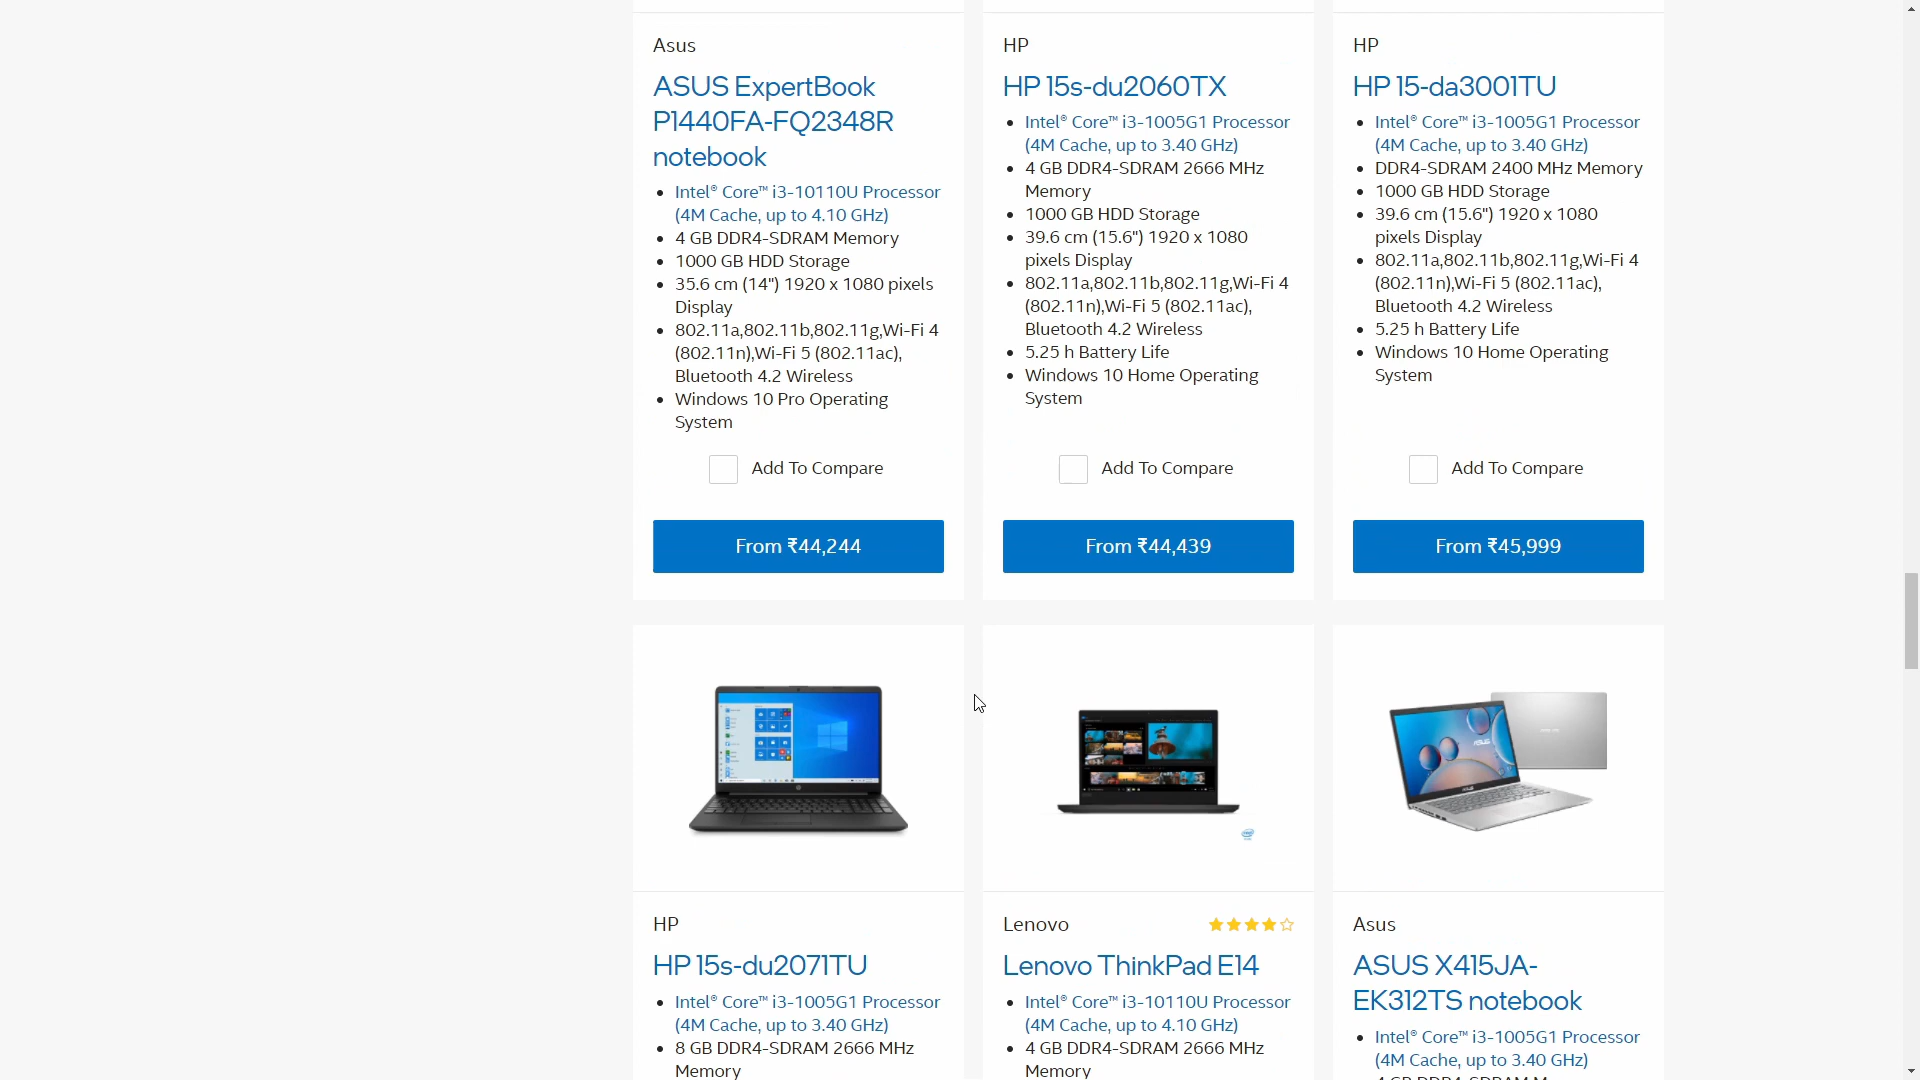 Asus
ASUS ExpertBook
P1440FA-FQ2348R
notebook
Intel® Core™ i3-10110U Processor
(4M Cache, up to 4.10 GHz)
4 GB DDR4-SDRAM Memory
1000 GB HDD Storage
35.6 cm (14") 1920 x 1080 pixels
Display
802.11a,802.11b,802.11g,Wi-Fi 4
(802.11n),Wi-Fi 5 (802.11ac),
Bluetooth 4.2 Wireless
Windows 10 Pro Operating
System
Add To Compare
From ₹44,244
HP
HP 15s-du2060TX
Intel® Core™ i3-1005G1 Processor
(4M Cache, up to 3.40 GHz)
4 GB DDR4-SDRAM 2666 MHz
Memory
1000 GB HDD Storage
39.6 cm (15.6") 1920 x 1080
pixels Display
802.11a,802.11b,802.11g,Wi-Fi 4
(802.11n),Wi-Fi 5 (802.11ac),
Bluetooth 4.2 Wireless
5.25 h Battery Life
Windows 10 Home Operating
System
Add To Compare
From ₹44,439
HP
HP 15-da3001TU
Intel® Core™ i3-1005G1 Processor
(4M Cache, up to 3.40 GHz)
DDR4-SDRAM 2400 MHz Memory
1000 GB HDD Storage
39.6 cm (15.6") 1920 x 1080
pixels Display
802.11a,802.11b,802.11g,Wi-Fi 4
(802.11n),Wi-Fi 5 (802.11ac),
Bluetooth 4.2 Wireless
5.25 h Battery Life
Windows 10 Home Operating
System
Add To Compare
From ₹45,999
HP
HP 15s-du2071TU
Intel® Core™ i3-1005G1 Processor
(4M Cache, up to 3.40 GHz)
8 GB DDR4-SDRAM 2666 MHz
Memory
Lenovo
Lenovo ThinkPad E14
Intel® Core™ i3-10110U Processor
(4M Cache, up to 4.10 GHz)
4 GB DDR4-SDRAM 2666 MHz
Memory
Asus
ASUS X415JA-
EK312TS notebook
Intel® Core™ i3-1005G1 Processor
(4M Cache, up to 3.40 GHz)